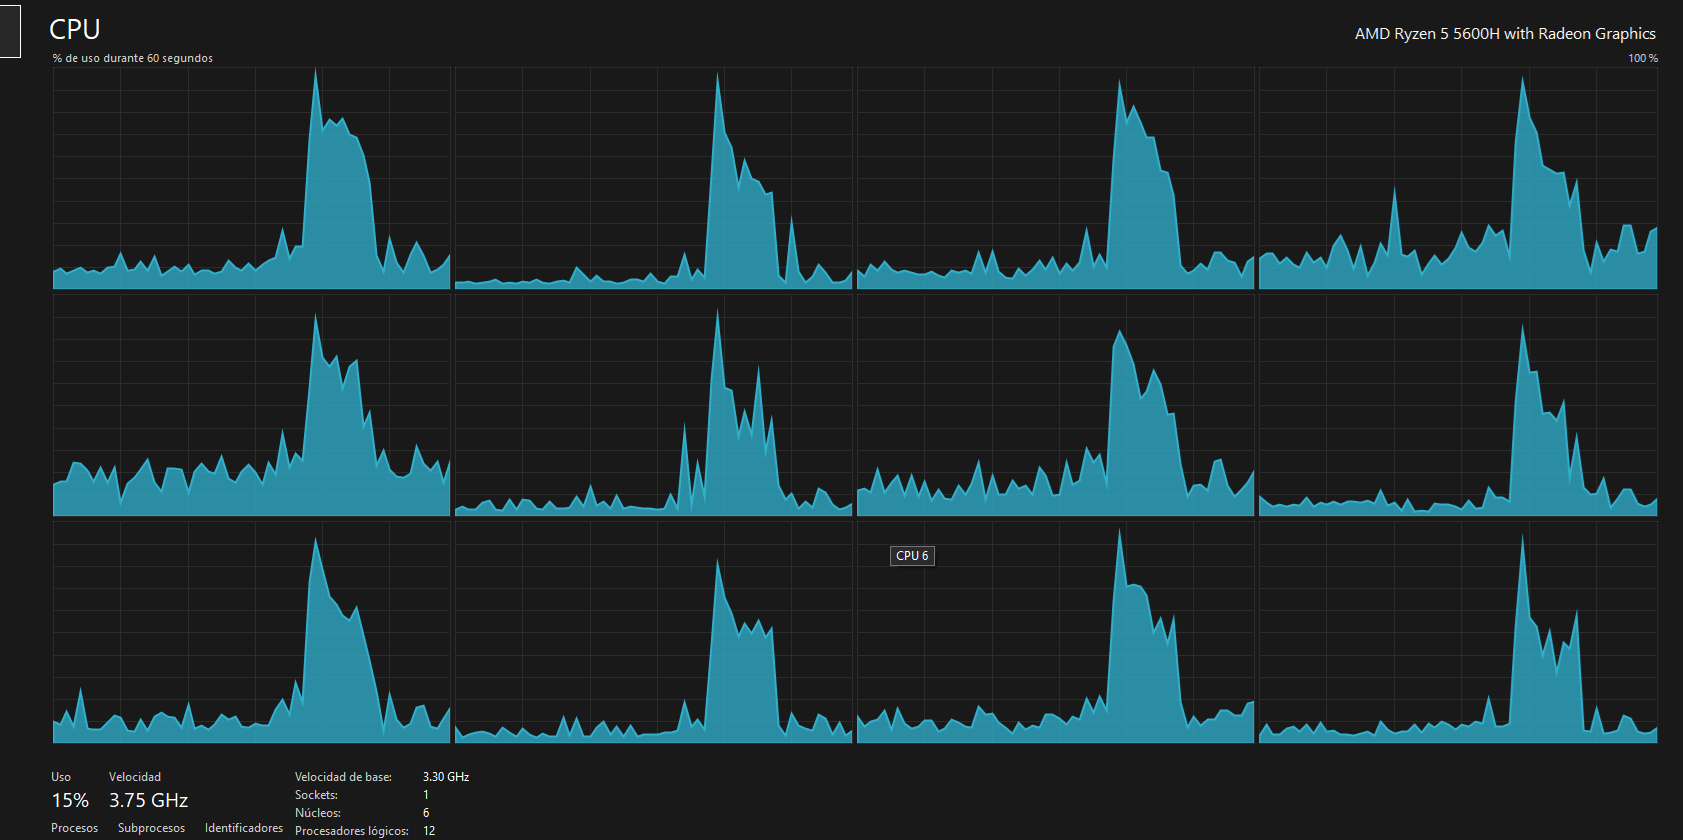 CPU
AMD Ryzen 5 5600H with Radeon Graphics
% de uso durante 60 segundos
100 %
CPU 6
Uso
Velocidad
Velocidad de base:
3.30 GHz
15%
3.75 GHz
Sockets:
1
Núcleos:
6
Procesos
Subprocesos
Identificadores
Procesadores lógicos:
12